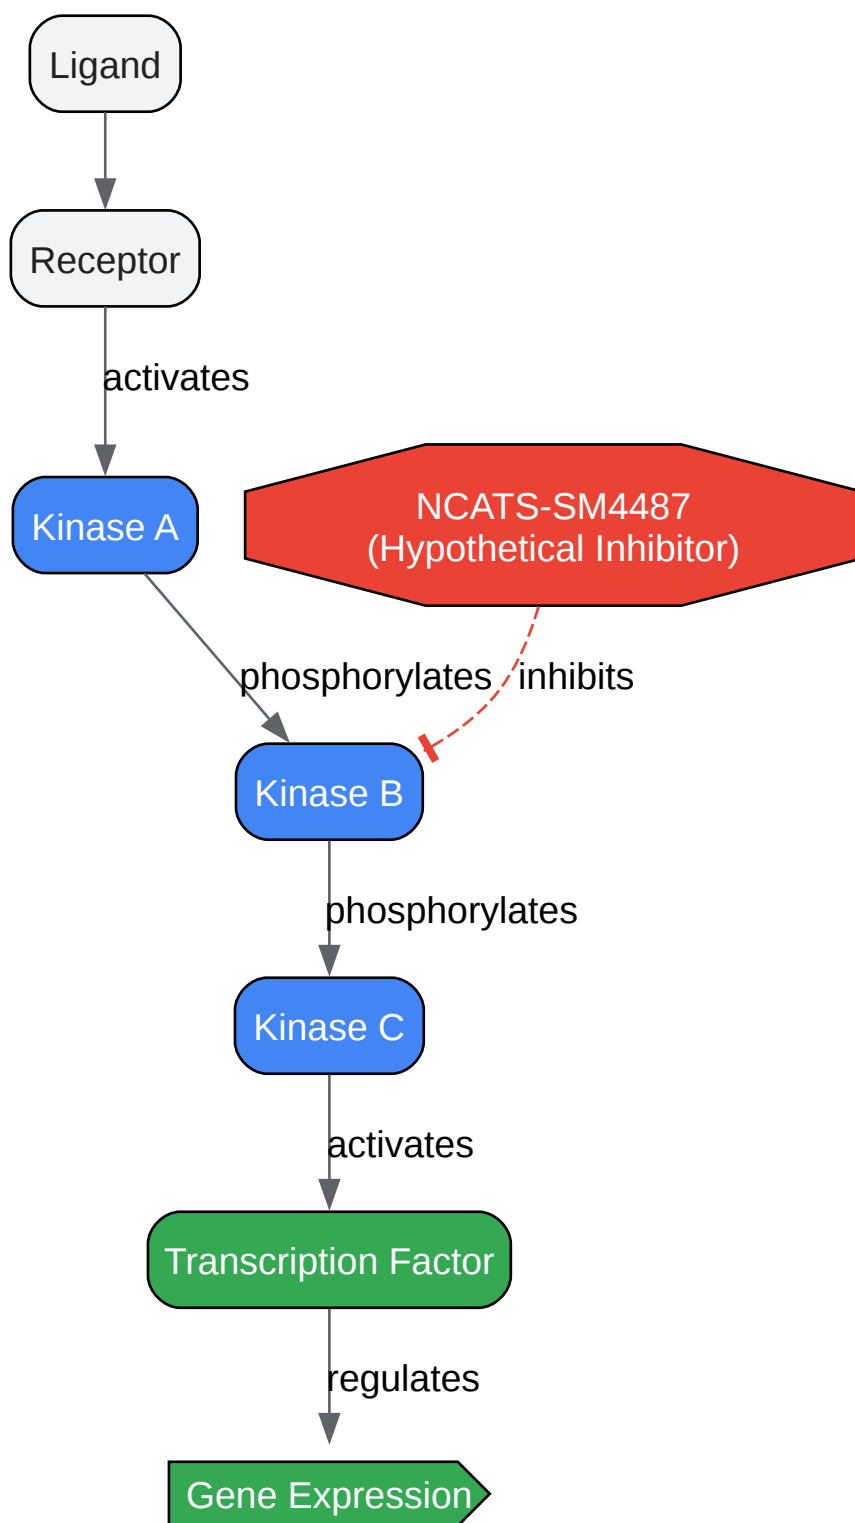 Ligand
Receptor
activates
Kinase A
NCATS-SM4487
(Hypothetical Inhibitor)
phosphorylates
inhibits
Kinase B
phosphorylates
Kinase C
activates
Transcription Factor
regulates
Gene Expression